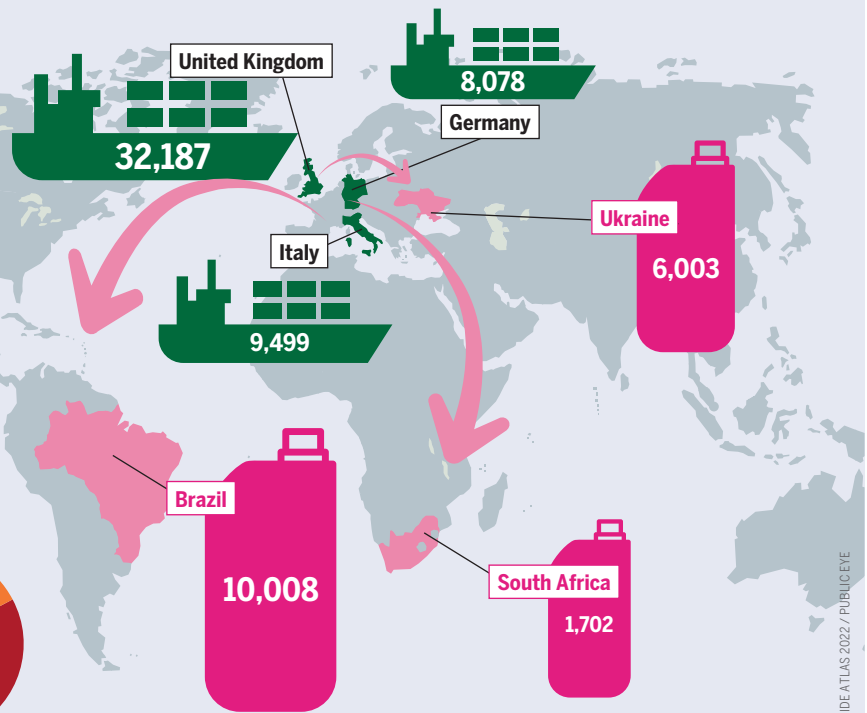 United Kingdom
8,078
Germany
32,187
Ukraine
Italy
6,003
9,499
Brazil
10,008
South Africa
1,702
IDE ATLAS 2022 / PUBLIC EYE